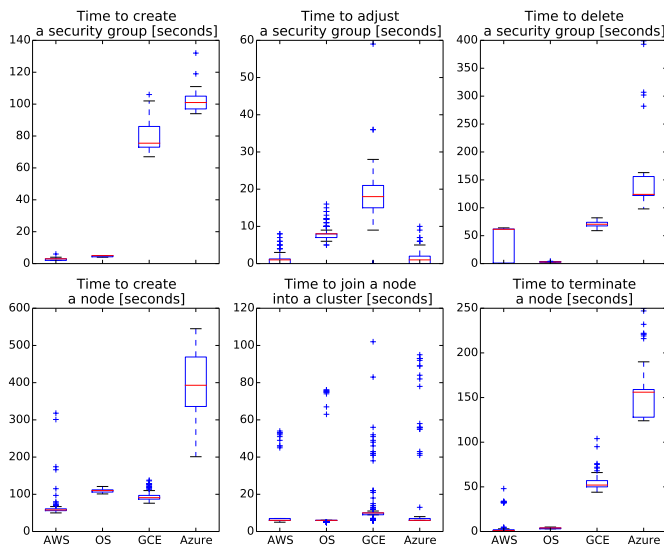 Time to create
a security group [seconds]
Time to adjust
a security group [seconds]
Time to delete
a security group [seconds]
140
120
100
80
60
40
20
0
60
50
40
30
20
10
0
400
350
300
250
200
150
100
50
0
Time to create
a node [seconds]
Time to join a node
into a cluster [seconds]
Time to terminate
a node [seconds]
600
500
400
300
200
100
0
120
100
80
60
40
20
0
250
200
150
100
50
0
AWS OS GCE Azure
AWS OS GCE Azure
AWS OS GCE Azure